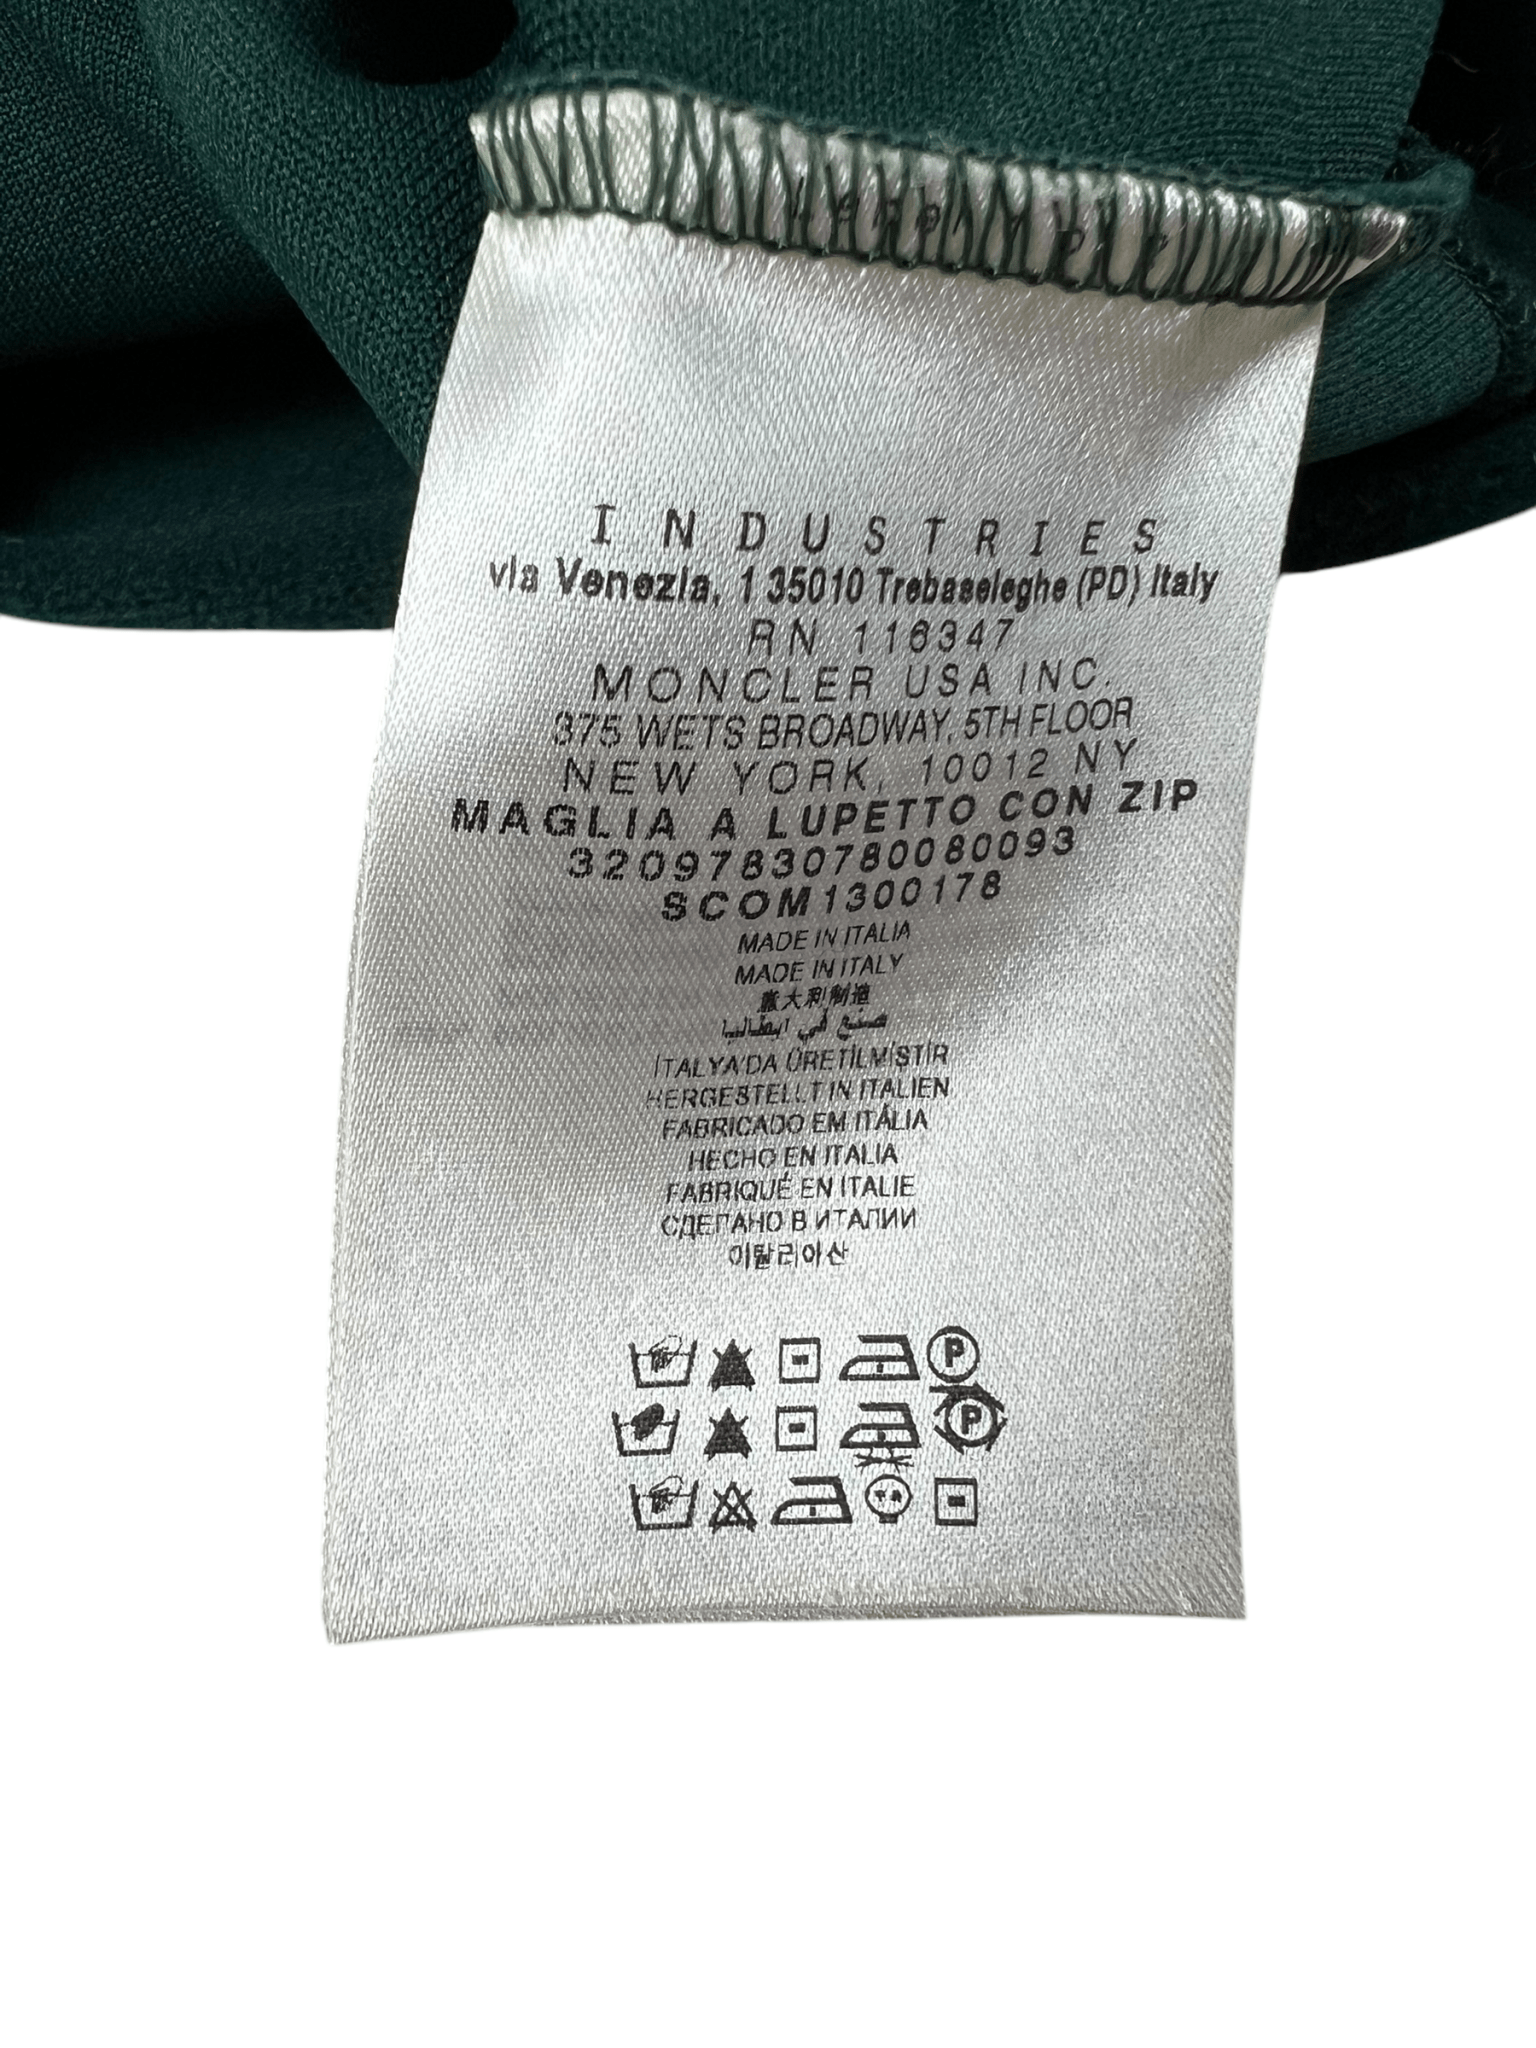 I N D U S T R I E S
via Venezia, 1 35010 Trebaseleghe (PD) Italy
RN 116347
MONCLER USA INC.
375 WETS BROADWAY, 5TH FLOOR
NEW YORK, 10012 NY
MAGLIA A LUPETTO CON ZIP
32097830780080093
SCOM1300178
MADE IN ITALIA
MADE IN ITALY
意大利制造
صنع في ايطاليا
İTALYA'DA ÜRETİLMİSTİR
HERGESTELLT IN ITALIEN
FABRICADO EM ITÁLIA
HECHO EN ITALIA
FABRIQUÉ EN ITALIE
СДЕЛАНО В ИТАЛИИ
이탈리아산
P
P